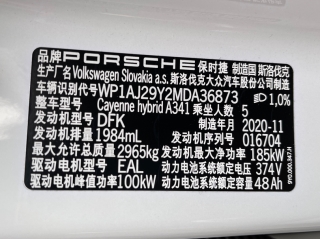 品牌 PORSCHE 保时捷 制造国 斯洛伐克
生产厂名 Volkswagen Slovakia a.s. 斯洛伐克大众汽车股份公司
车辆识别代号 WP1AJ29Y2MDA36873 1,0%
整车型号 Cayenne hybrid A341 乘坐人数 5
发动机型号 DFK 制造年月 2020-11
发动机排量 1984mL 发动机号 016704
最大允许总质量 2965kg 发动机最大净功率 185kW
驱动电机型号 EAL 动力电池系统额定电压 374V
驱动电机峰值功率 100kW 动力电池系统额定容量 48Ah
9Y0.000.347.H